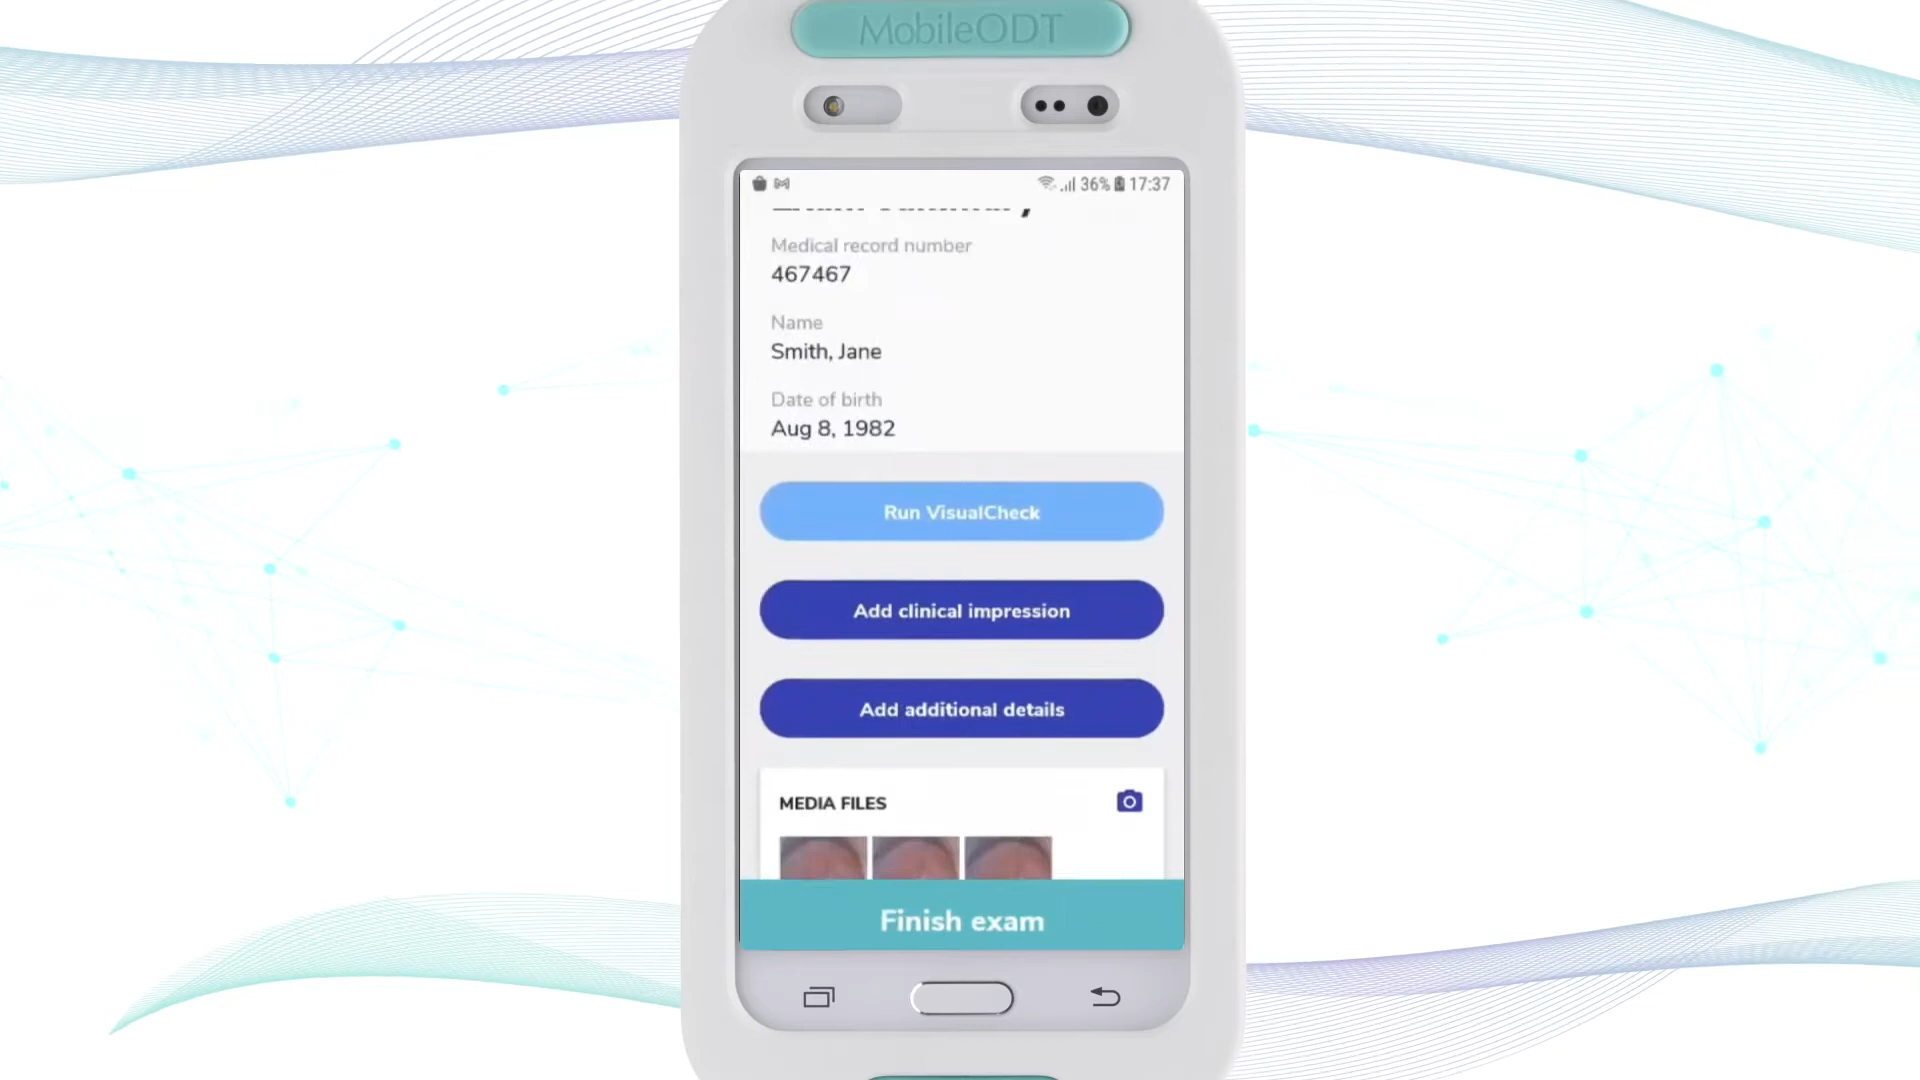 MobileODT
36% 17:37
Medical record number
467467
Name
Smith, Jane
Date of birth
Aug 8, 1982
Run VisualCheck
Add clinical impression
Add additional details
MEDIA FILES
Finish exam